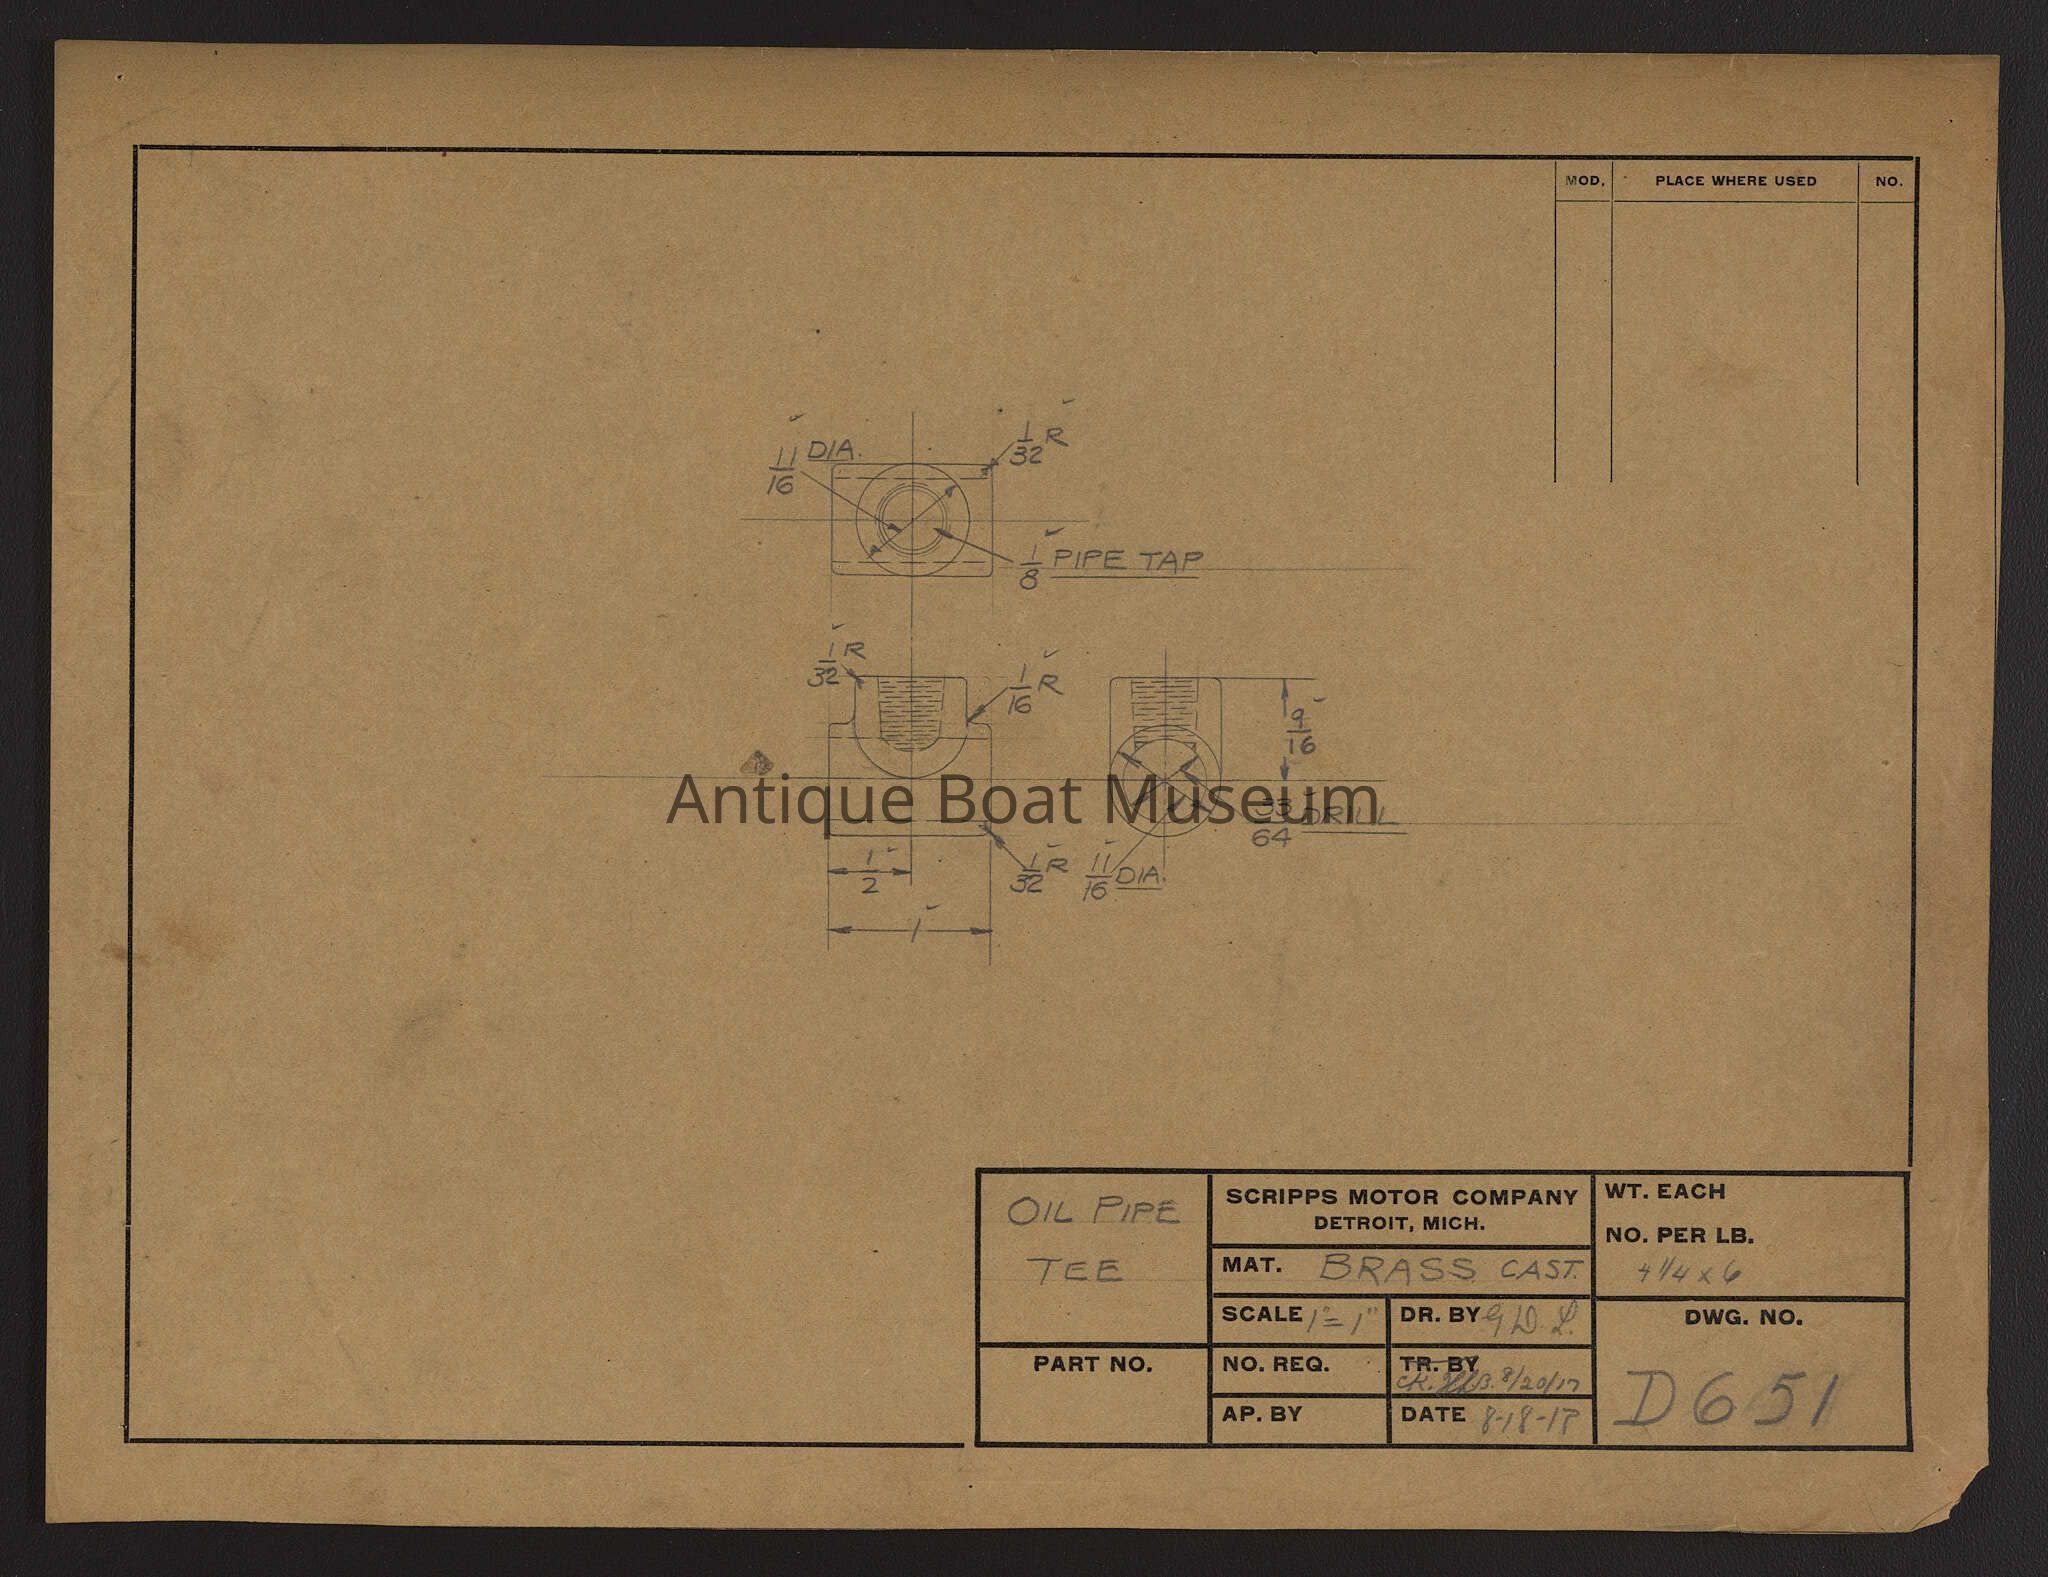 MOD. PLACE WHERE USED NO.
11/16 DIA.
1/32 R
1/8 PIPE TAP
1/32 R
1/16 R
9/16
Antique Boat Museum
33/64 DRILL
1/2
1/32 R
11/16 DIA.
1
OIL PIPE
TEE
PART NO.
SCRIPPS MOTOR COMPANY
DETROIT, MICH.
MAT. BRASS CAST.
SCALE 1" = 1"
DR. BY G D. L.
NO. REQ.
TR. BY
CK. 8/20/17
AP. BY
DATE 8-18-17
WT. EACH
NO. PER LB.
4 1/4 x 6
DWG. NO.
D651